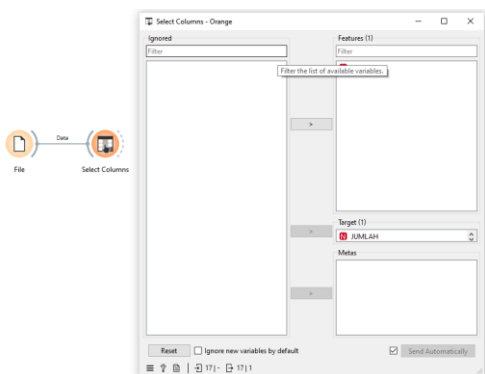 Select Columns - Orange
Ignored
Filter
Features (1)
Filter
Filter the list of available variables.
>
Data
File
Select Columns
Target (1)
>
N JUMLAH
Metas
>
Reset
Ignore new variables by default
Send Automatically
17 | - 17 | 1